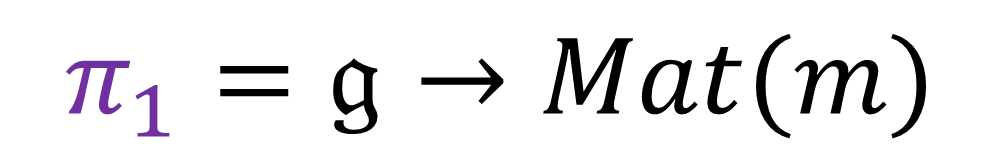 π₁ = 𝔤 → Mat(m)